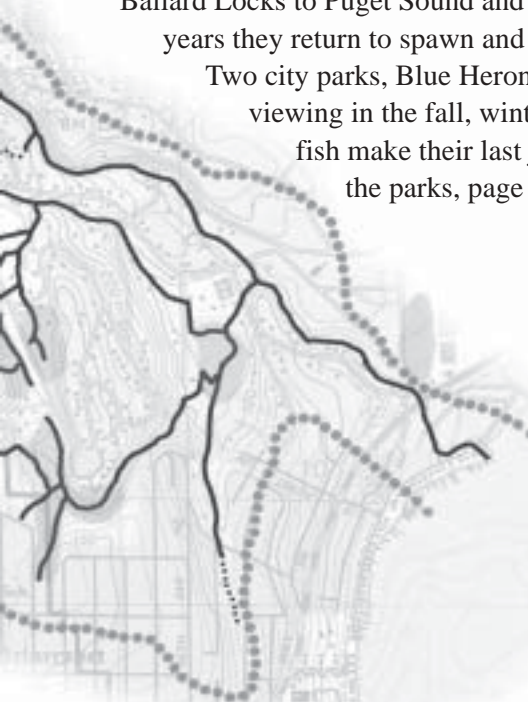 Ballard Locks to Puget Sound and
years they return to spawn and
Two city parks, Blue Heron
viewing in the fall, wint
fish make their last
the parks, page